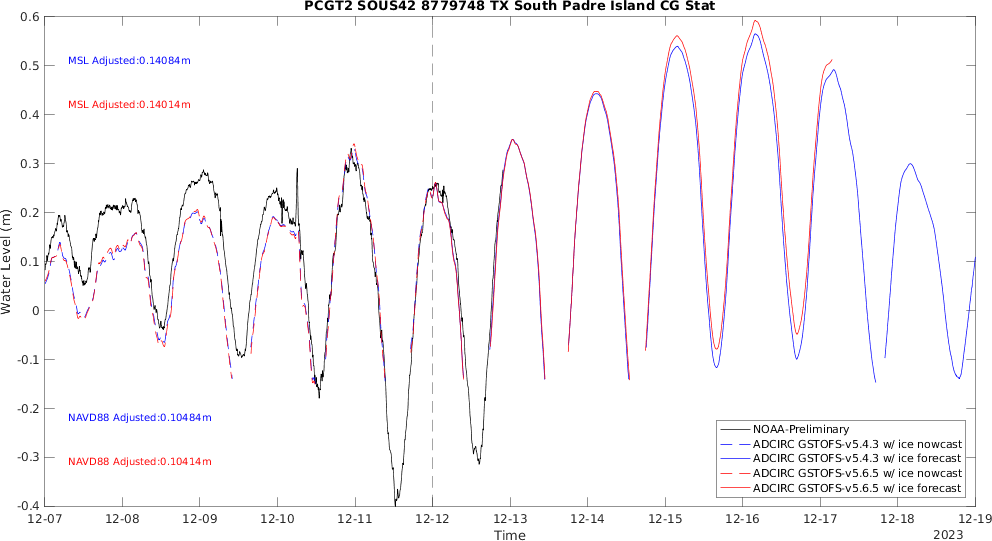 PCGT2 SOUS42 8779748 TX South Padre Island CG Stat
0.6
0.5
0.4
0.3
0.2
0.1
0
-0.1
-0.2
-0.3
-0.4
Water Level (m)
MSL Adjusted:0.14084m
MSL Adjusted:0.14014m
NAVD88 Adjusted:0.10484m
NAVD88 Adjusted:0.10414m
NOAA-Preliminary
ADCIRC GSTOFS-v5.4.3 w/ ice nowcast
ADCIRC GSTOFS-v5.4.3 w/ ice forecast
ADCIRC GSTOFS-v5.6.5 w/ ice nowcast
ADCIRC GSTOFS-v5.6.5 w/ ice forecast
12-07 12-08 12-09 12-10 12-11 12-12 12-13 12-14 12-15 12-16 12-17 12-18 12-19
Time
2023